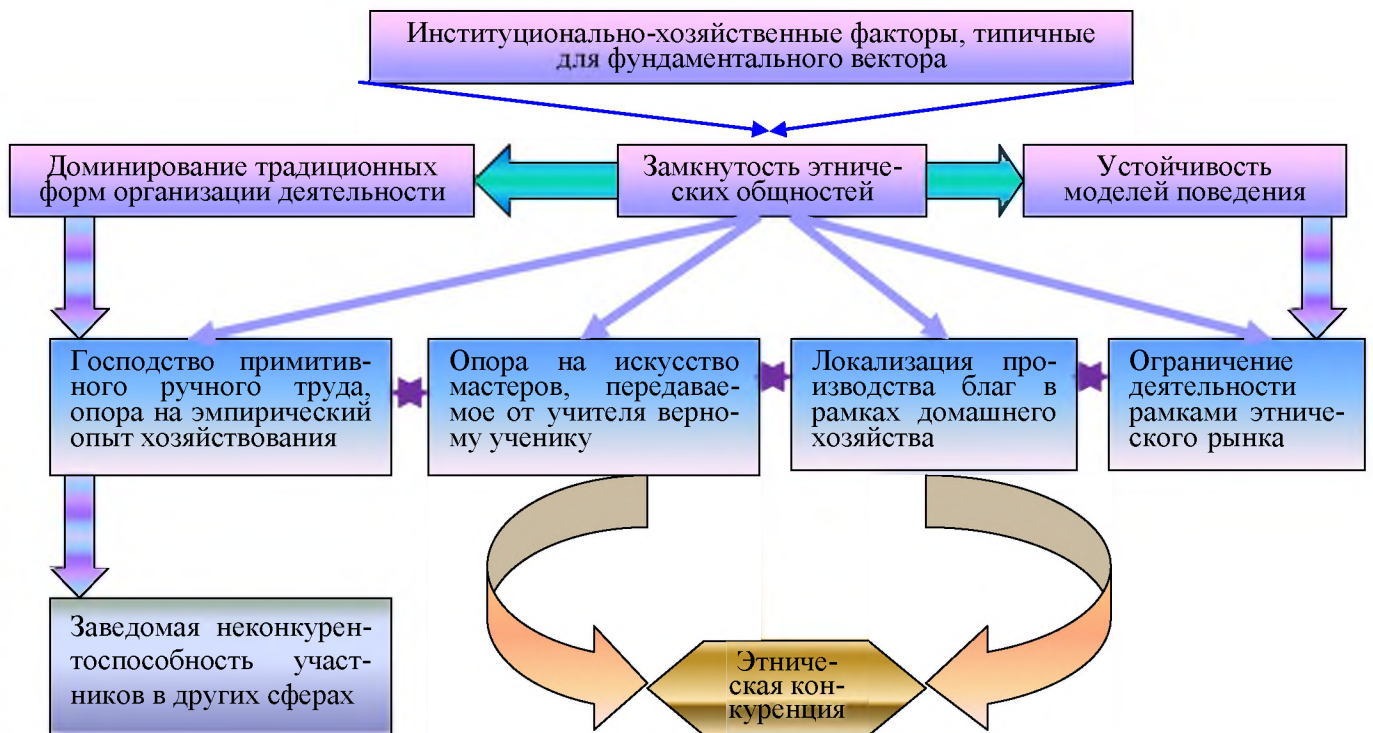 Институционально-хозяйственные факторы, типичные
для фундаментального вектора
Доминирование традиционных
форм организации деятельности
Замкнутость этниче-
ских общностей
Устойчивость
моделей поведения
Господство примитив-
ного ручного труда,
опора на эмпирический
опыт хозяйствования
Опора на искусство
мастеров, передавае-
мое от учителя верно-
му ученику
Локализация про-
изводства благ в
рамках домашнего
хозяйства
Ограничение
деятельности
рамками этниче-
ского рынка
Заведомая неконкурен-
тоспособность участ-
ников в других сферах
Этниче-
ская кон-
куренция